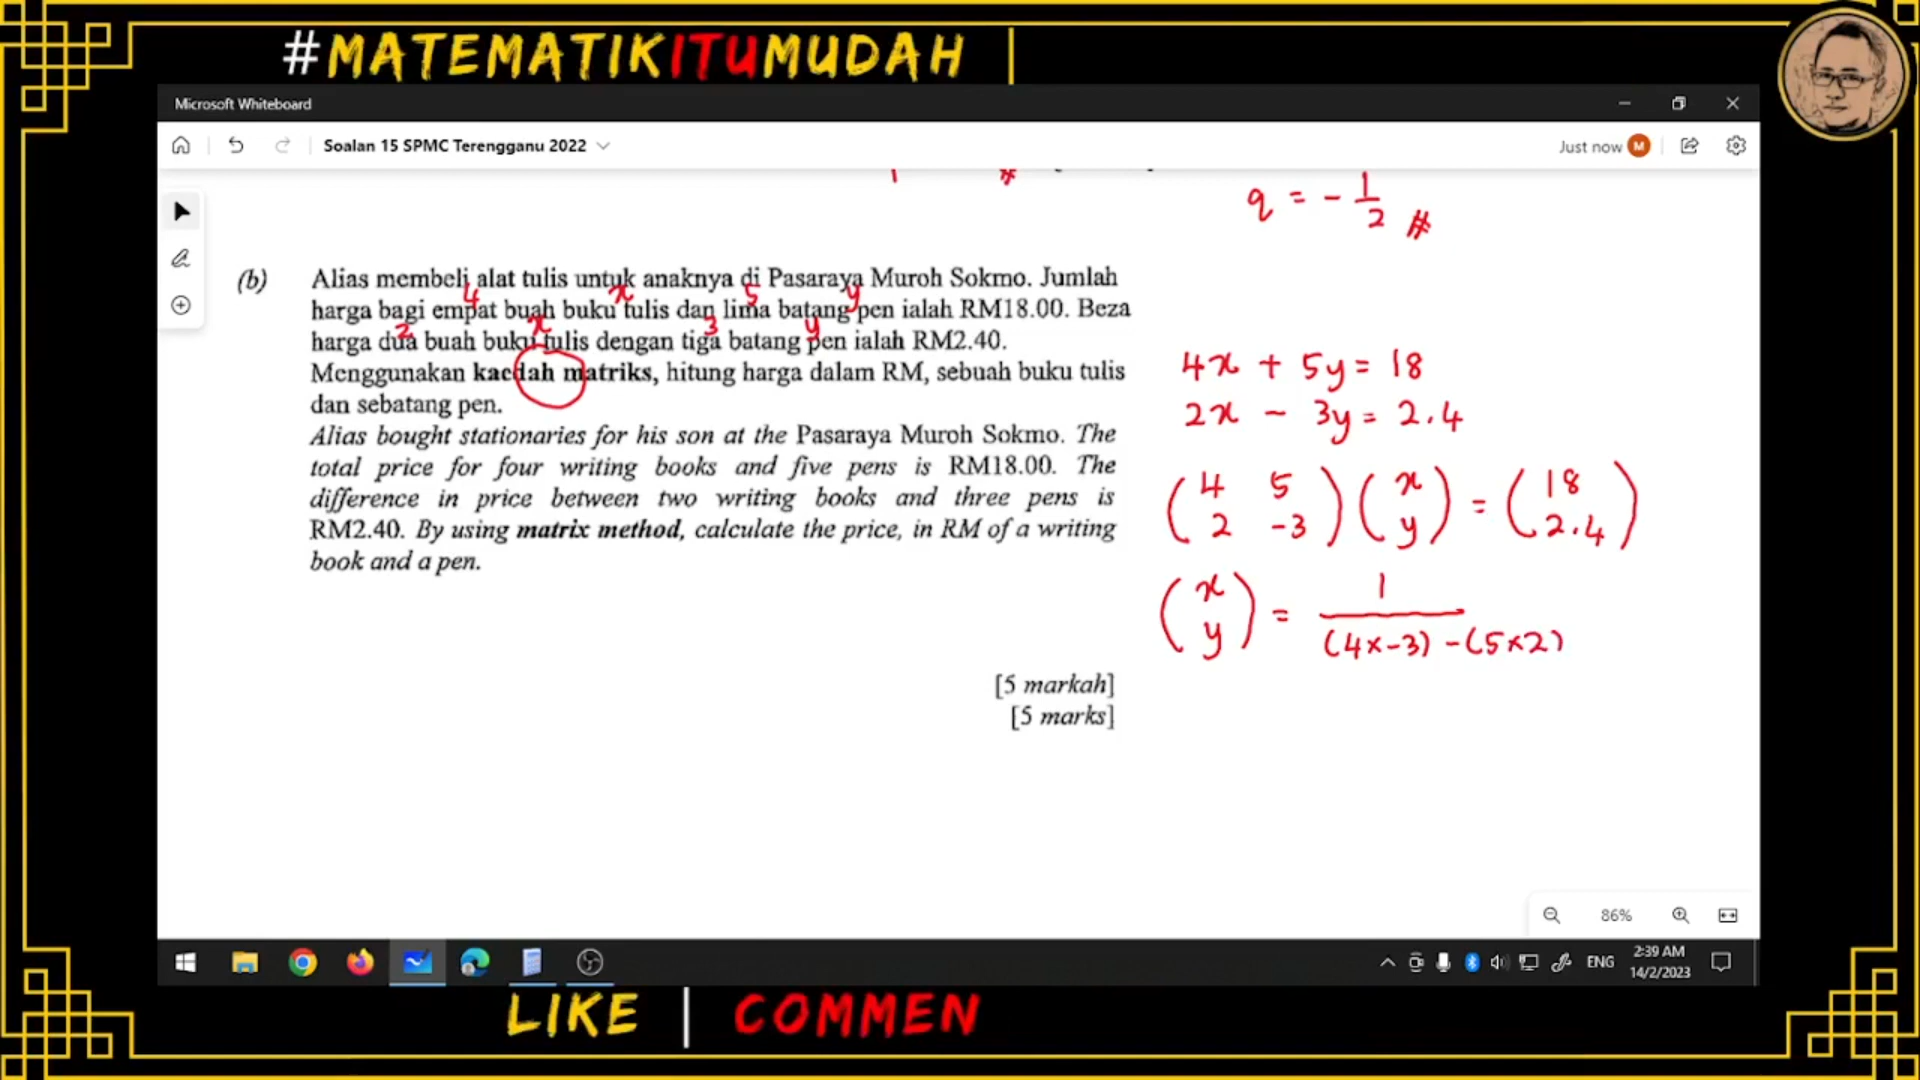 #MATEMATIKITUMUDAH |
Microsoft Whiteboard
Soalan 15 SPMC Terengganu 2022
Just now M
q = - 1/2 #
(b) Alias membeli alat tulis untuk anaknya di Pasaraya Muroh Sokmo. Jumlah
4 x 5 y
harga bagi empat buah buku tulis dan lima batang pen ialah RM18.00. Beza
2 x 3 y
harga dua buah buku tulis dengan tiga batang pen ialah RM2.40.
Menggunakan kaedah matriks, hitung harga dalam RM, sebuah buku tulis
dan sebatang pen.
Alias bought stationaries for his son at the Pasaraya Muroh Sokmo. The
total price for four writing books and five pens is RM18.00. The
difference in price between two writing books and three pens is
RM2.40. By using matrix method, calculate the price, in RM of a writing
book and a pen.
[5 markah]
[5 marks]
4x + 5y = 18
2x - 3y = 2.4
(4 5) (x) = (18)
(2 -3) (y) (2.4)
(x) = 1
(y) (4x-3) - (5x2)
86%
ENG
2:39 AM
14/2/2023
LIKE | COMMEN